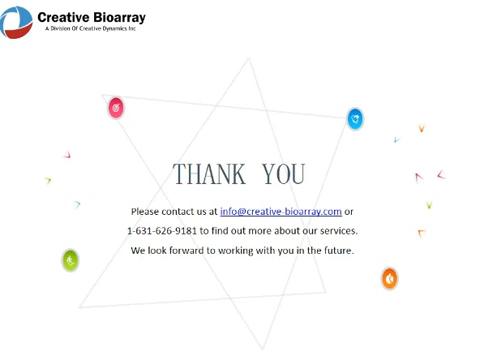 Creative Bioarray
A Division Of Creative Dynamics Inc
THANK YOU
Please contact us at info@creative-bioarray.com or
1-631-626-9181 to find out more about our services.
We look forward to working with you in the future.